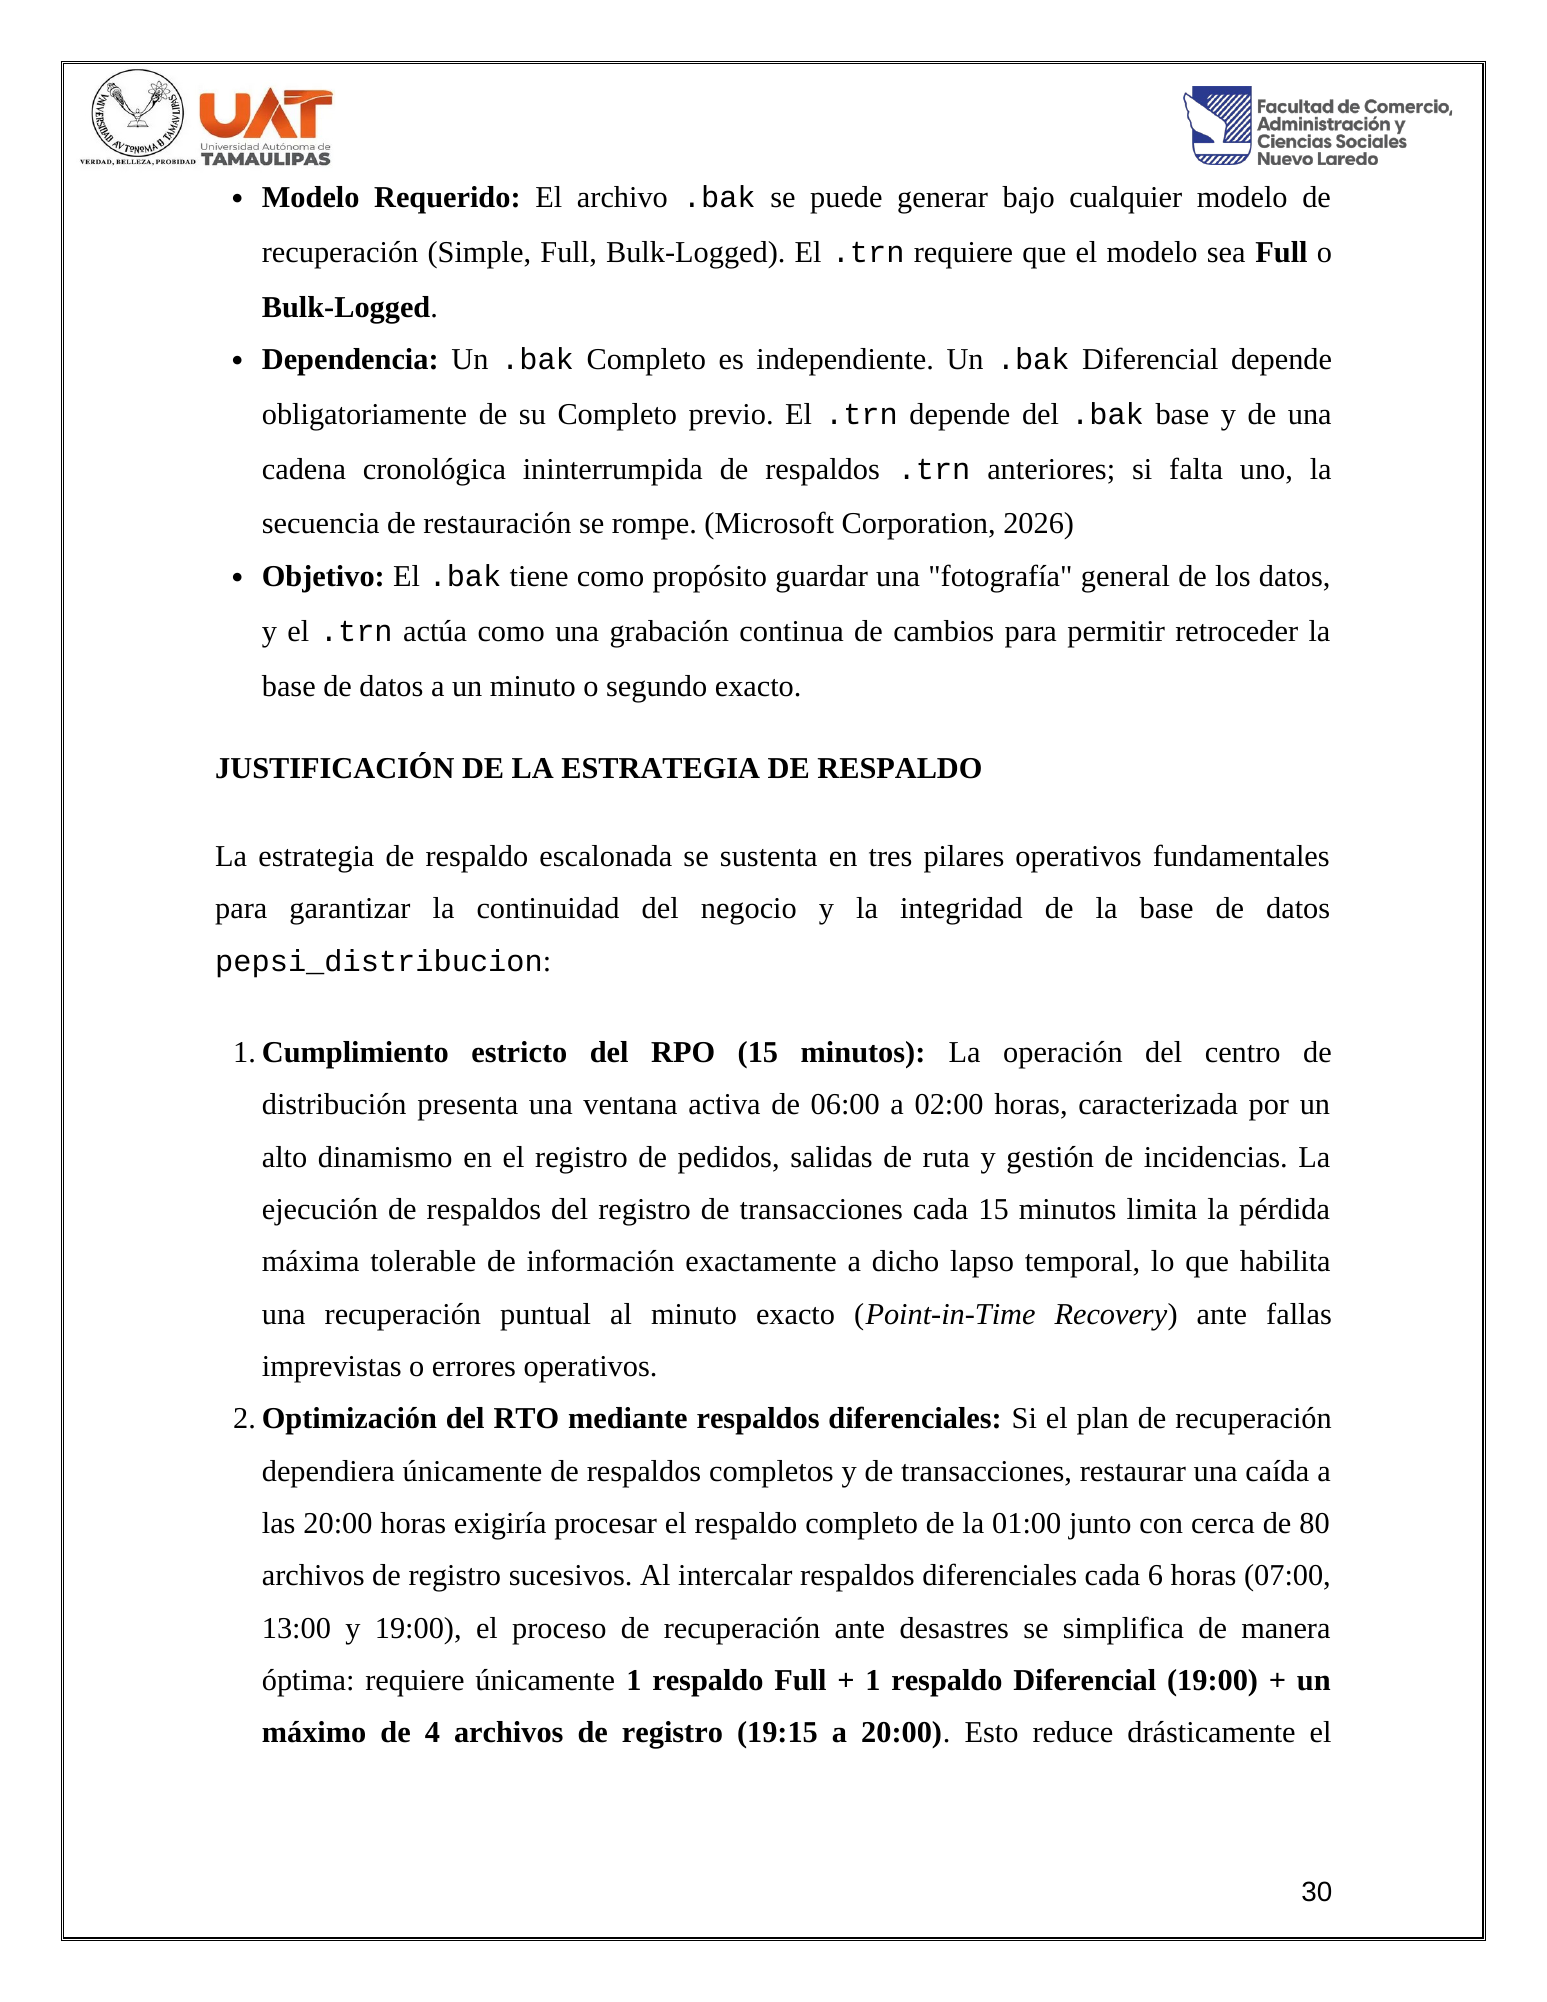 VNIVERSIDAD AVTONOMA D TAMAVLIPAS
VERDAD, BELLEZA, PROBIDAD
UAT
Universidad Autónoma de
TAMAULIPAS
Facultad de Comercio,
Administración y
Ciencias Sociales
Nuevo Laredo
• Modelo Requerido: El archivo .bak se puede generar bajo cualquier modelo de
recuperación (Simple, Full, Bulk-Logged). El .trn requiere que el modelo sea Full o
Bulk-Logged.
• Dependencia: Un .bak Completo es independiente. Un .bak Diferencial depende
obligatoriamente de su Completo previo. El .trn depende del .bak base y de una
cadena cronológica ininterrumpida de respaldos .trn anteriores; si falta uno, la
secuencia de restauración se rompe. (Microsoft Corporation, 2026)
• Objetivo: El .bak tiene como propósito guardar una "fotografía" general de los datos,
y el .trn actúa como una grabación continua de cambios para permitir retroceder la
base de datos a un minuto o segundo exacto.
JUSTIFICACIÓN DE LA ESTRATEGIA DE RESPALDO
La estrategia de respaldo escalonada se sustenta en tres pilares operativos fundamentales
para garantizar la continuidad del negocio y la integridad de la base de datos
pepsi_distribucion:
1. Cumplimiento estricto del RPO (15 minutos): La operación del centro de
distribución presenta una ventana activa de 06:00 a 02:00 horas, caracterizada por un
alto dinamismo en el registro de pedidos, salidas de ruta y gestión de incidencias. La
ejecución de respaldos del registro de transacciones cada 15 minutos limita la pérdida
máxima tolerable de información exactamente a dicho lapso temporal, lo que habilita
una recuperación puntual al minuto exacto (Point-in-Time Recovery) ante fallas
imprevistas o errores operativos.
2. Optimización del RTO mediante respaldos diferenciales: Si el plan de recuperación
dependiera únicamente de respaldos completos y de transacciones, restaurar una caída a
las 20:00 horas exigiría procesar el respaldo completo de la 01:00 junto con cerca de 80
archivos de registro sucesivos. Al intercalar respaldos diferenciales cada 6 horas (07:00,
13:00 y 19:00), el proceso de recuperación ante desastres se simplifica de manera
óptima: requiere únicamente 1 respaldo Full + 1 respaldo Diferencial (19:00) + un
máximo de 4 archivos de registro (19:15 a 20:00). Esto reduce drásticamente el
30